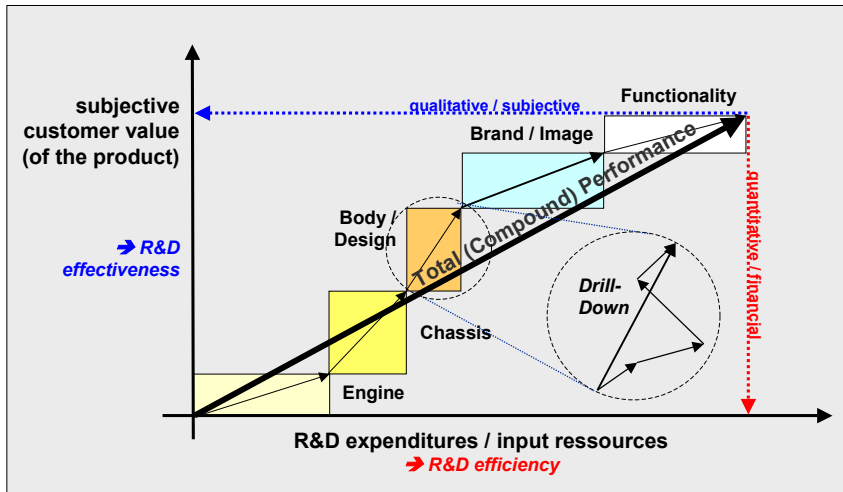 subjective
customer value
(of the product)
➔ R&D
effectiveness
qualitative / subjective
Functionality
Brand / Image
Body /
Design
Chassis
Engine
Total (Compound) Performance
Drill-
Down
quantitative / financial
R&D expenditures / input ressources
➔ R&D efficiency